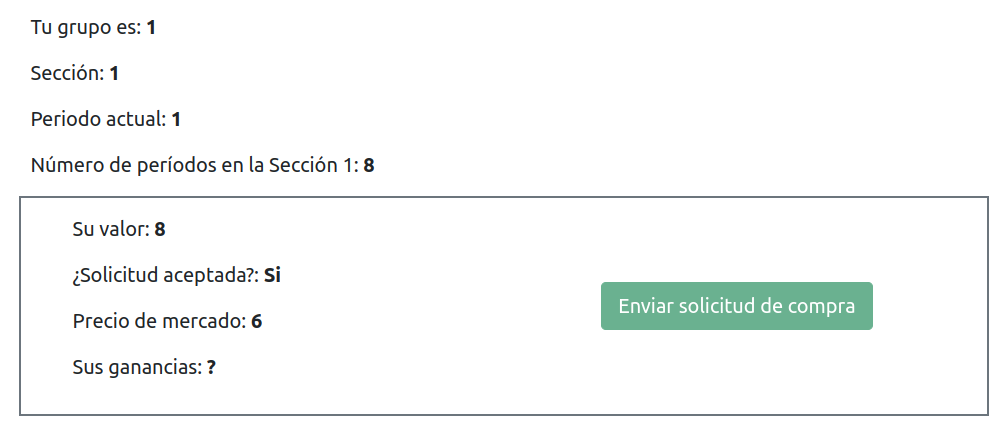 Tu grupo es: 1
Sección: 1
Periodo actual: 1
Número de períodos en la Sección 1: 8
Su valor: 8
¿Solicitud aceptada?: Si
Precio de mercado: 6
Sus ganancias: ?
Enviar solicitud de compra